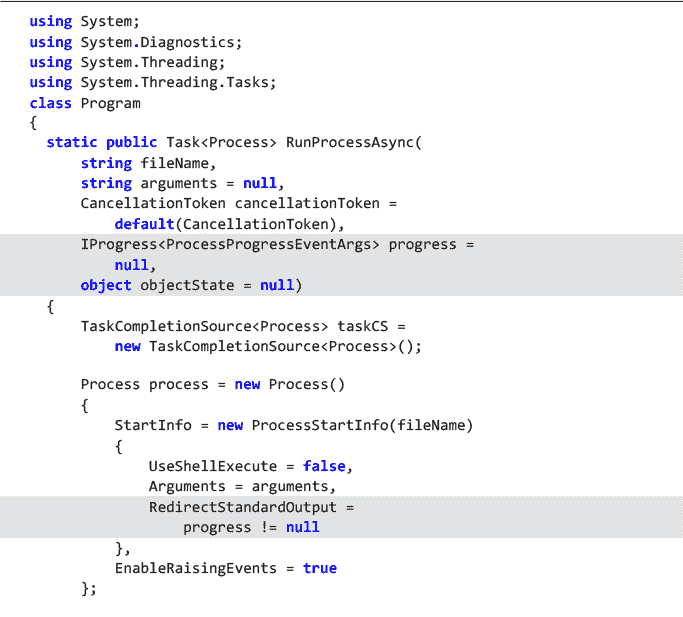 using System;
using System.Diagnostics;
using System.Threading;
using System.Threading.Tasks;
class Program
{
  static public Task<Process> RunProcessAsync(
      string fileName,
      string arguments = null,
      CancellationToken cancellationToken =
          default(CancellationToken),
      IProgress<ProcessProgressEventArgs> progress =
          null,
      object objectState = null)
  {
      TaskCompletionSource<Process> taskCS =
          new TaskCompletionSource<Process>();

      Process process = new Process()
      {
          StartInfo = new ProcessStartInfo(fileName)
          {
              UseShellExecute = false,
              Arguments = arguments,
              RedirectStandardOutput =
                  progress != null
          },
          EnableRaisingEvents = true
      };